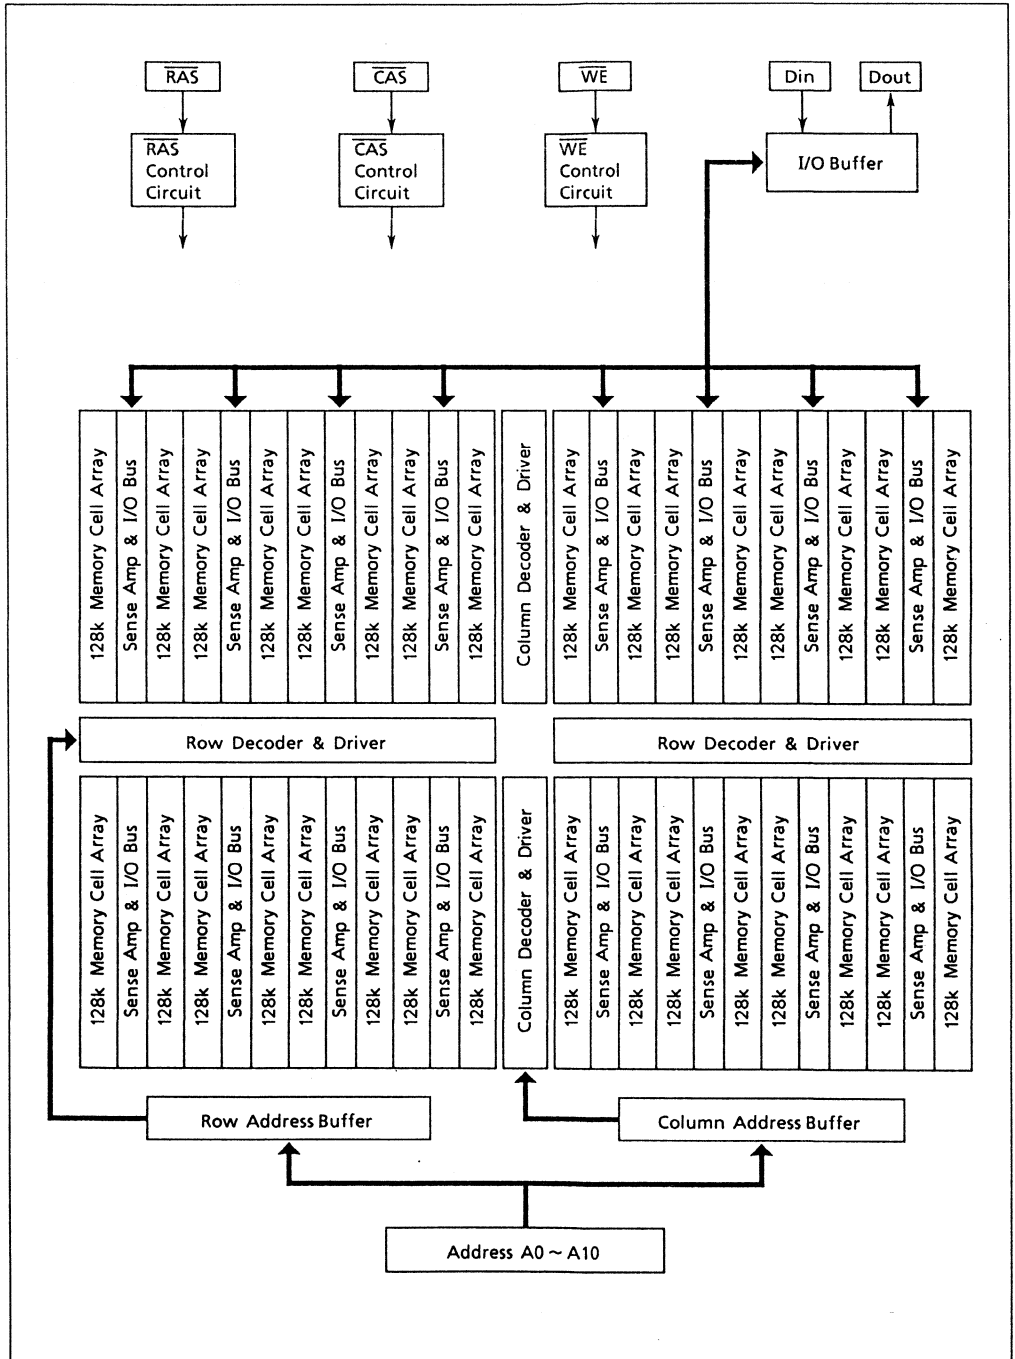 RAS
CAS
WE
Din
Dout
RAS
Control
Circuit
CAS
Control
Circuit
WE
Control
Circuit
I/O Buffer
128k Memory Cell Array
Sense Amp & I/O Bus
128k Memory Cell Array
128k Memory Cell Array
Sense Amp & I/O Bus
128k Memory Cell Array
128k Memory Cell Array
Sense Amp & I/O Bus
128k Memory Cell Array
128k Memory Cell Array
Sense Amp & I/O Bus
128k Memory Cell Array
Column Decoder & Driver
128k Memory Cell Array
Sense Amp & I/O Bus
128k Memory Cell Array
128k Memory Cell Array
Sense Amp & I/O Bus
128k Memory Cell Array
128k Memory Cell Array
Sense Amp & I/O Bus
128k Memory Cell Array
128k Memory Cell Array
Sense Amp & I/O Bus
128k Memory Cell Array
Row Decoder & Driver
Row Decoder & Driver
128k Memory Cell Array
Sense Amp & I/O Bus
128k Memory Cell Array
128k Memory Cell Array
Sense Amp & I/O Bus
128k Memory Cell Array
128k Memory Cell Array
Sense Amp & I/O Bus
128k Memory Cell Array
128k Memory Cell Array
Sense Amp & I/O Bus
128k Memory Cell Array
Column Decoder & Driver
128k Memory Cell Array
Sense Amp & I/O Bus
128k Memory Cell Array
128k Memory Cell Array
Sense Amp & I/O Bus
128k Memory Cell Array
128k Memory Cell Array
Sense Amp & I/O Bus
128k Memory Cell Array
128k Memory Cell Array
Sense Amp & I/O Bus
128k Memory Cell Array
Row Address Buffer
Column Address Buffer
Address A0 ~ A10